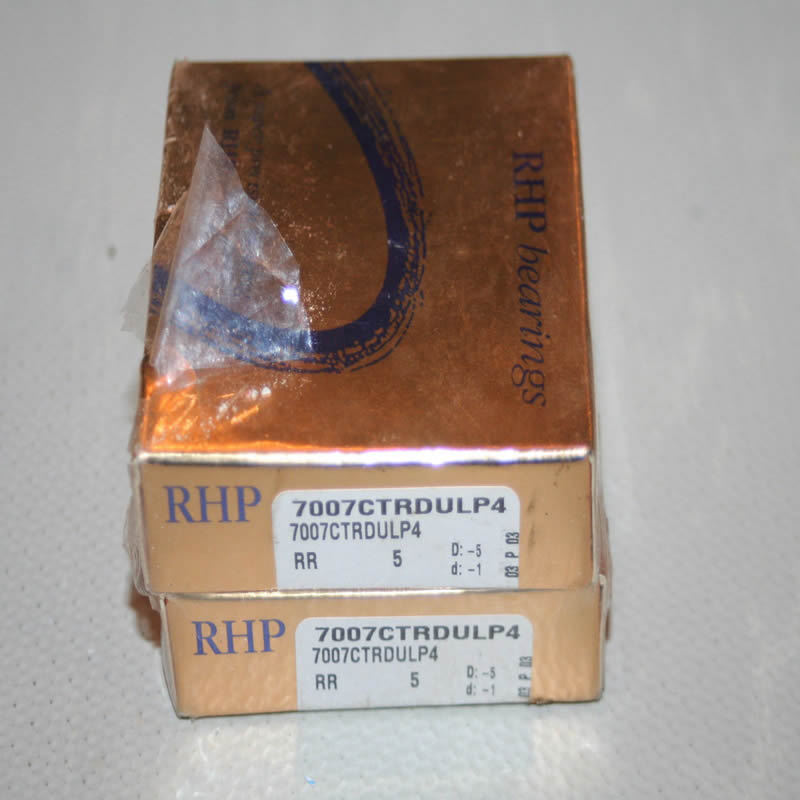 RHP bearings
RHP
7007CTRDULP4
7007CTRDULP4
RR 5 D: -5
d: -1
03 P 03
RHP
7007CTRDULP4
7007CTRDULP4
RR 5 D: -5
d: -1
03 P 03